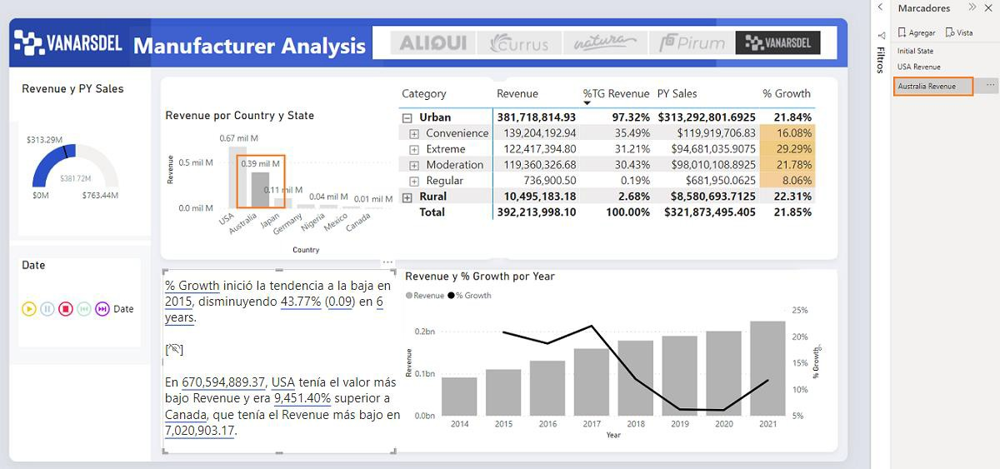 VANARSDEL
Manufacturer Analysis
ALIQUI
currus
natura
Pirum
VANARSDEL
Revenue y PY Sales
$313.29M
$381.72M
$0M
$763.44M
Date
Date
Revenue por Country y State
Revenue
0.5 mil M
0.0 mil M
0.67 mil M
0.39 mil M
0.11 mil M
0.04 mil M
0.01 mil M
USA
Australia
Japan
Germany
Nigeria
Mexico
Canada
Country
Category Revenue %TG Revenue PY Sales % Growth
Urban 381,718,814.93 97.32% $313,292,801.6925 21.84%
Convenience 139,204,192.94 35.49% $119,919,706.83 16.08%
Extreme 122,417,394.80 31.21% $94,681,035.9075 29.29%
Moderation 119,360,326.68 30.43% $98,010,108.8925 21.78%
Regular 736,900.50 0.19% $681,950.0625 8.06%
Rural 10,495,183.18 2.68% $8,580,693.7125 22.31%
Total 392,213,998.10 100.00% $321,873,495.405 21.85%
% Growth inició la tendencia a la baja en
2015, disminuyendo 43.77% (0.09) en 6
years.
En 670,594,889.37, USA tenía el valor más
bajo Revenue y era 9,451.40% superior a
Canada, que tenía el Revenue más bajo en
7,020,903.17.
Revenue y % Growth por Year
Revenue % Growth
Revenue
0.2bn
0.1bn
0.0bn
25%
20%
15%
10%
5%
% Growth
2014 2015 2016 2017 2018 2019 2020 2021
Year
Filtros
Marcadores
Agregar Vista
Initial State
USA Revenue
Australia Revenue